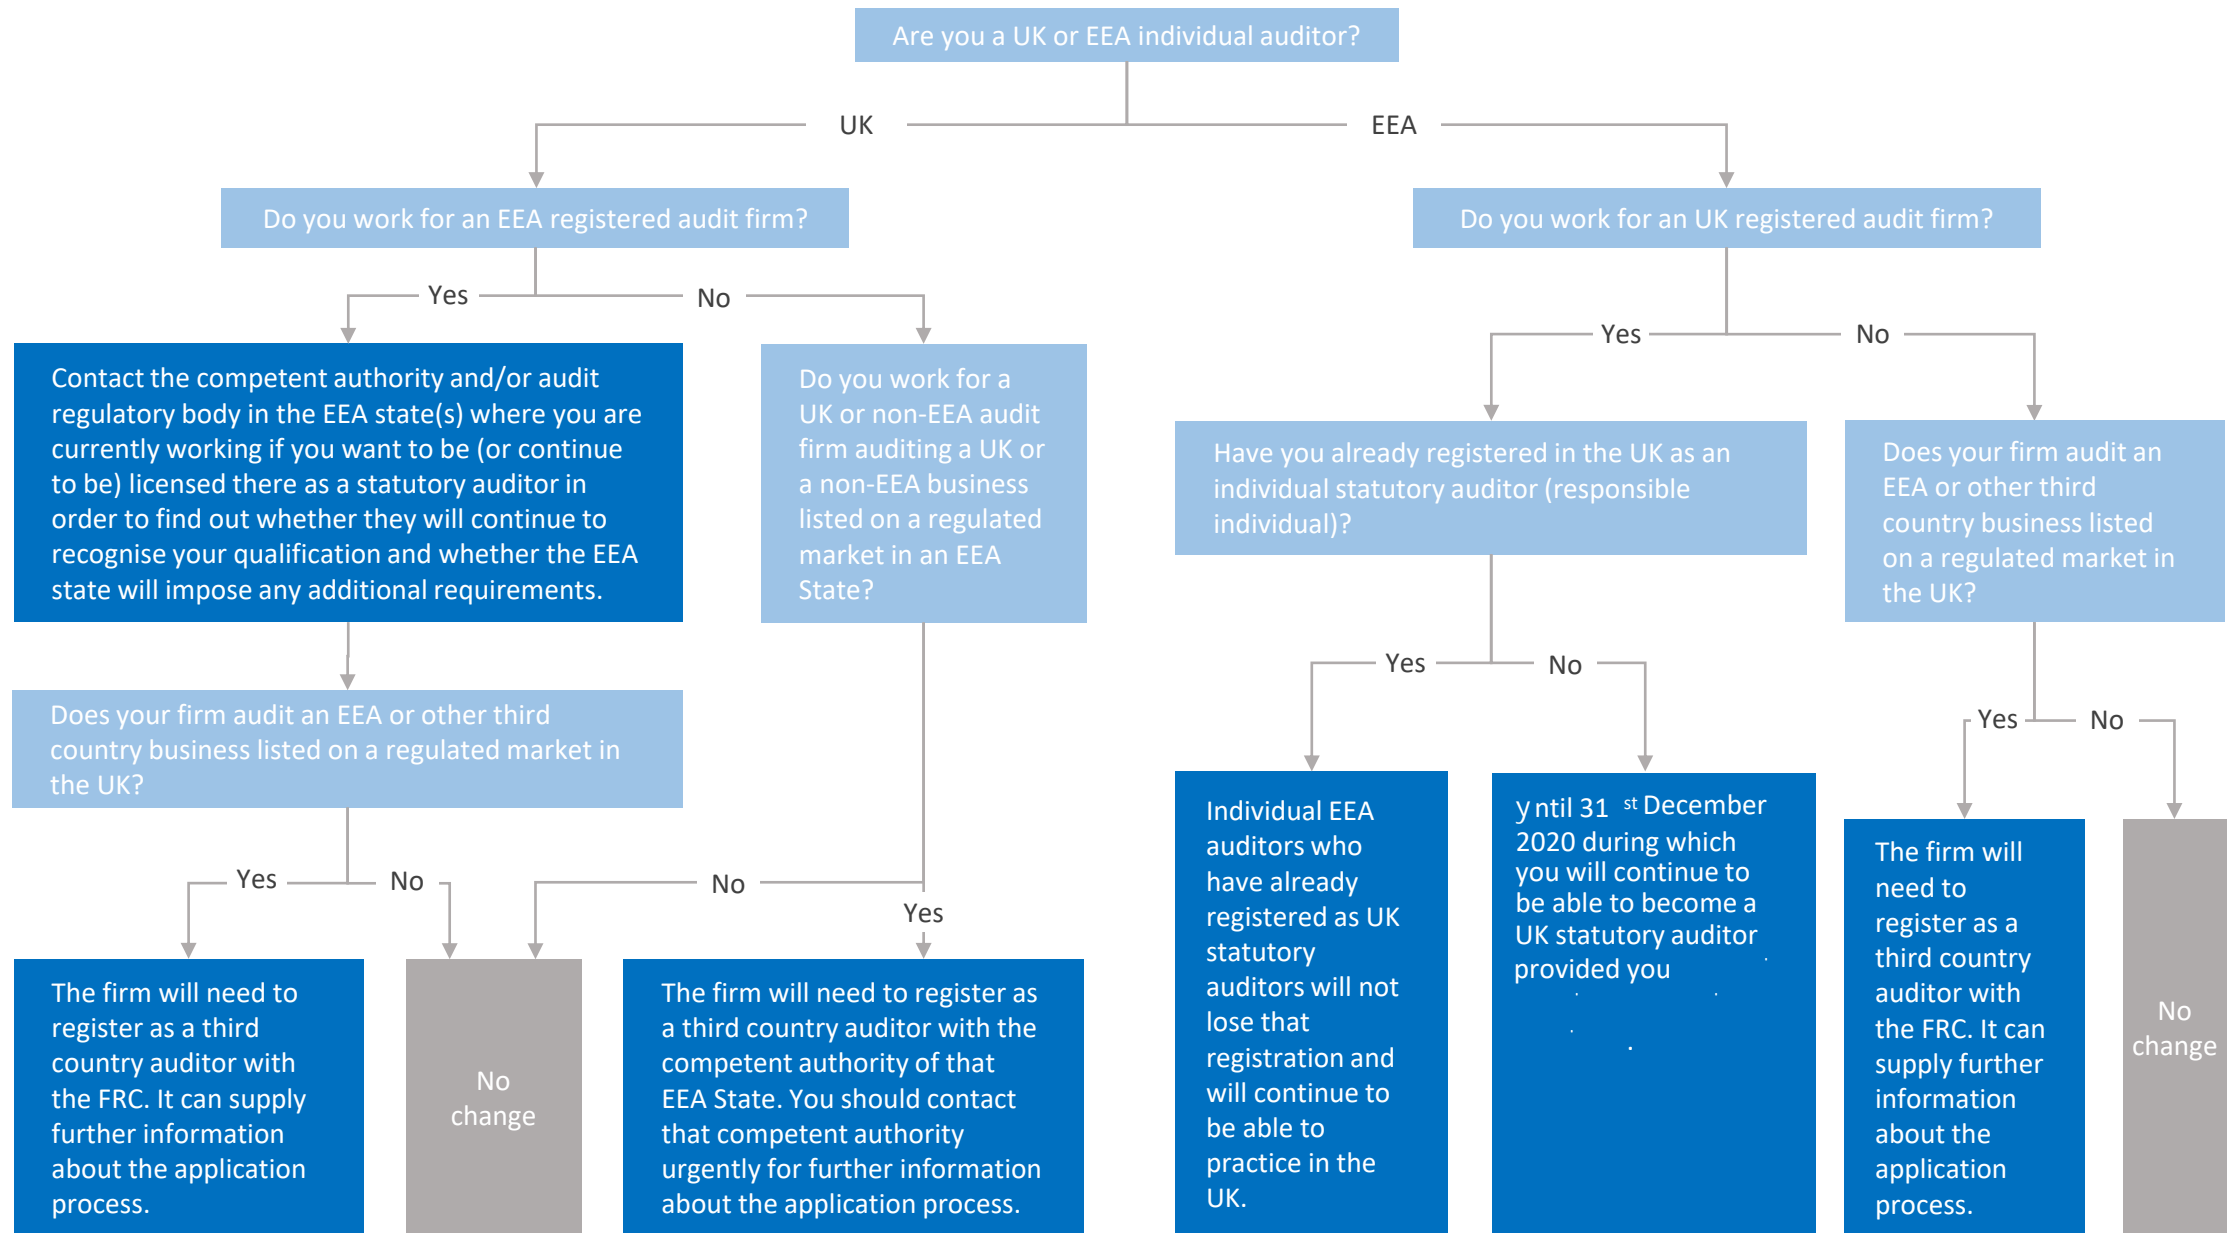 Are you a UK or EEA individual auditor?
UK
EEA
Do you work for an EEA registered audit firm?
Do you work for an UK registered audit firm?
Yes
No
Yes
No
Contact the competent authority and/or audit
regulatory body in the EEA state(s) where you are
currently working if you want to be (or continue
to be) licensed there as a statutory auditor in
order to find out whether they will continue to
recognise your qualification and whether the EEA
state will impose any additional requirements.
Do you work for a
UK or non-EEA audit
firm auditing a UK or
a non-EEA business
listed on a regulated
market in an EEA
State?
Have you already registered in the UK as an
individual statutory auditor (responsible
individual)?
Does your firm audit an
EEA or other third
country business listed
on a regulated market in
the UK?
Does your firm audit an EEA or other third
country business listed on a regulated market in
the UK?
Yes
No
Yes
No
Yes
No
No
Yes
The firm will need to
register as a third
country auditor with
the FRC. It can supply
further information
about the application
process.
No
change
The firm will need to register as
a third country auditor with the
competent authority of that
EEA State. You should contact
that competent authority
urgently for further information
about the application process.
Individual EEA
auditors who
have already
registered as UK
statutory
auditors will not
lose that
registration and
will continue to
be able to
practice in the
UK.
y ntil 31 st December
2020 during which
you will continue to
be able to become a
UK statutory auditor
provided you
The firm will
need to
register as a
third country
auditor with
the FRC. It can
supply further
information
about the
application
process.
No
change